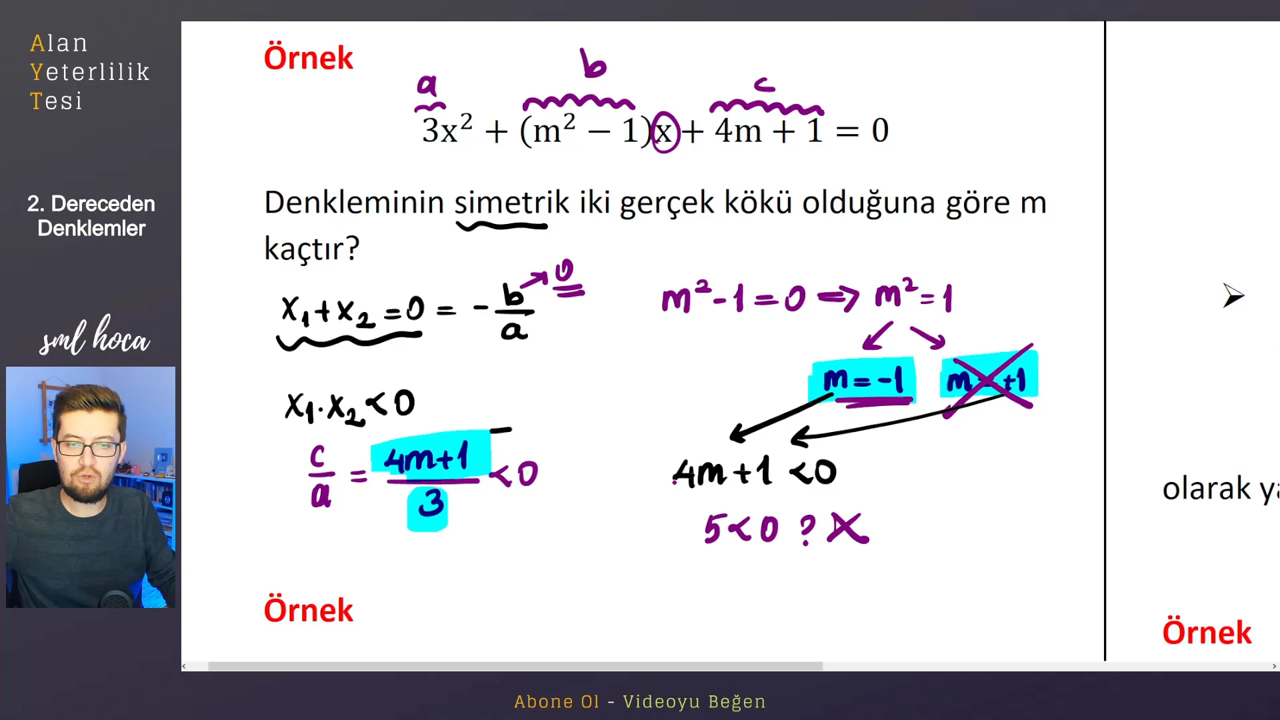 Alan
Yeterlilik
Tesi
2. Dereceden
Denklemler
sml hoca
Örnek
a b c
3x² + (m² − 1)x + 4m + 1 = 0
Denkleminin simetrik iki gerçek kökü olduğuna göre m
kaçtır?
x₁ + x₂ = 0 = - b/a → 0
m² - 1 = 0 => m² = 1
m = -1 m = +1
x₁ . x₂ < 0
c/a = 4m+1/3 < 0
4m + 1 < 0
5 < 0 ? X
Örnek
olarak ya
Örnek
Abone Ol - Videoyu Beğen